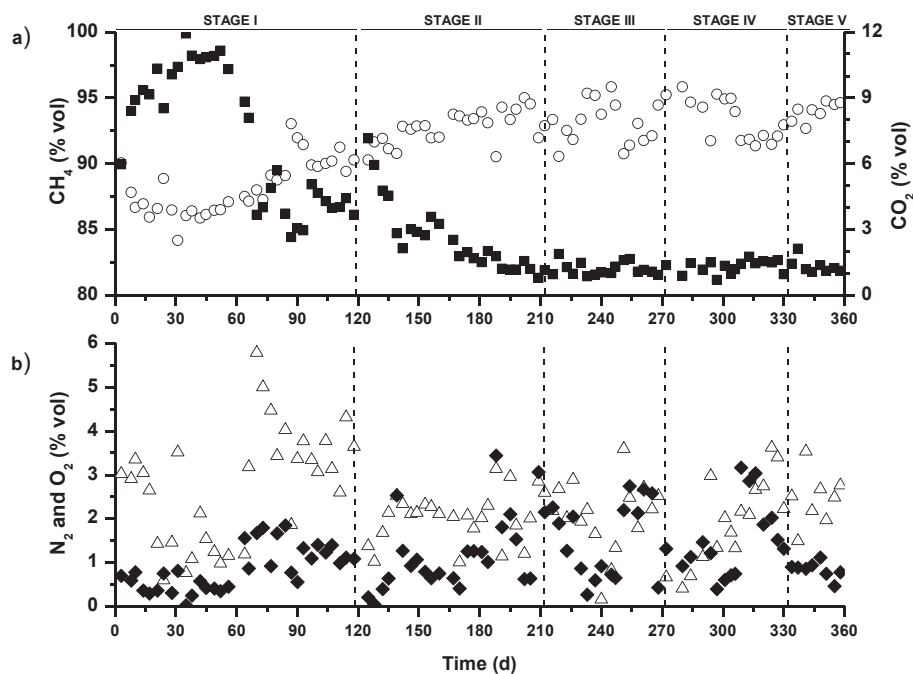 STAGE I STAGE II STAGE III STAGE IV STAGE V
a)
100 12
95 9
90 6
85 3
80 0
CH₄ (% vol)
CO₂ (% vol)
0 30 60 90 120 150 180 210 240 270 300 330 360
b)
6
5
4
3
2
1
0
N₂ and O₂ (% vol)
0 30 60 90 120 150 180 210 240 270 300 330 360
Time (d)